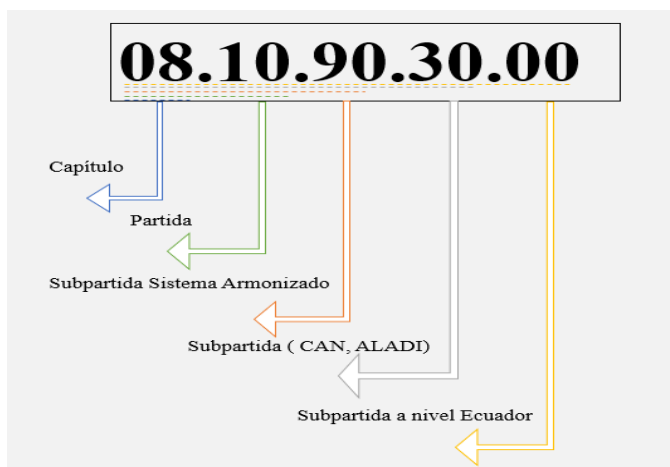 08.10.90.30.00
Capítulo
Partida
Subpartida Sistema Armonizado
Subpartida ( CAN, ALADI)
Subpartida a nivel Ecuador